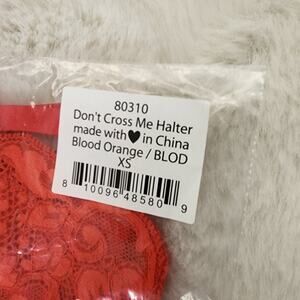 80310
Don't Cross Me Halter
made with♥in China
Blood Orange / BLOD
XS
8 10096 48580 9